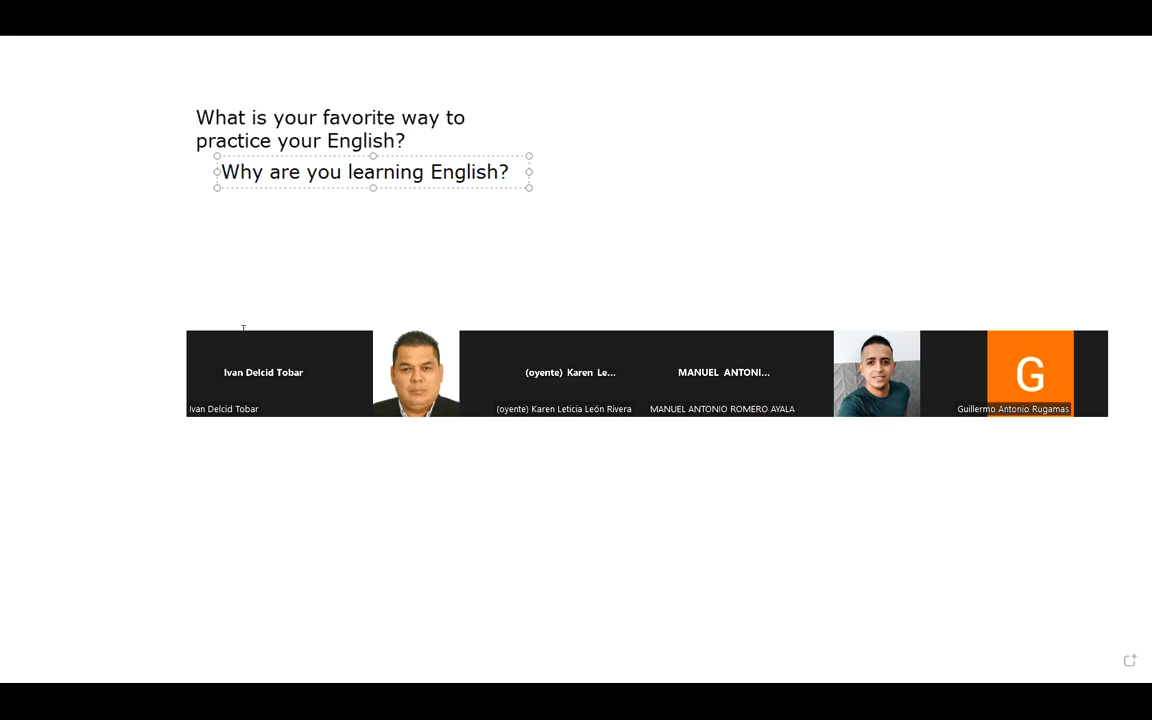 What is your favorite way to
practice your English?
Why are you learning English?
Ivan Delcid Tobar
(oyente) Karen Le...
MANUEL ANTONI...
G
Ivan Delcid Tobar
(oyente) Karen Leticia León Rivera
MANUEL ANTONIO ROMERO AYALA
Guillermo Antonio Rugamas